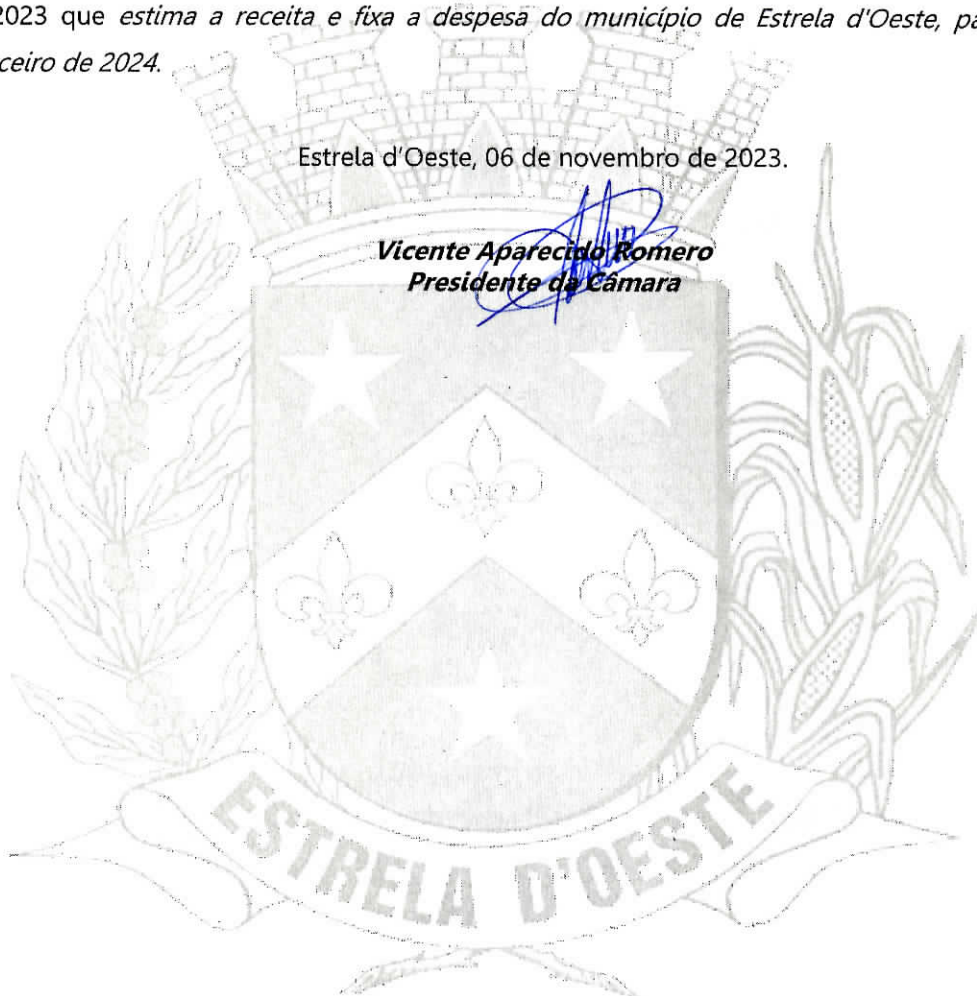 2023 que estima a receita e fixa a despesa do município de Estrela d'Oeste, pa
ceiro de 2024.
Estrela d'Oeste, 06 de novembro de 2023.
Vicente Aparecido Romero
Presidente da Câmara
ESTRELA D'OESTE